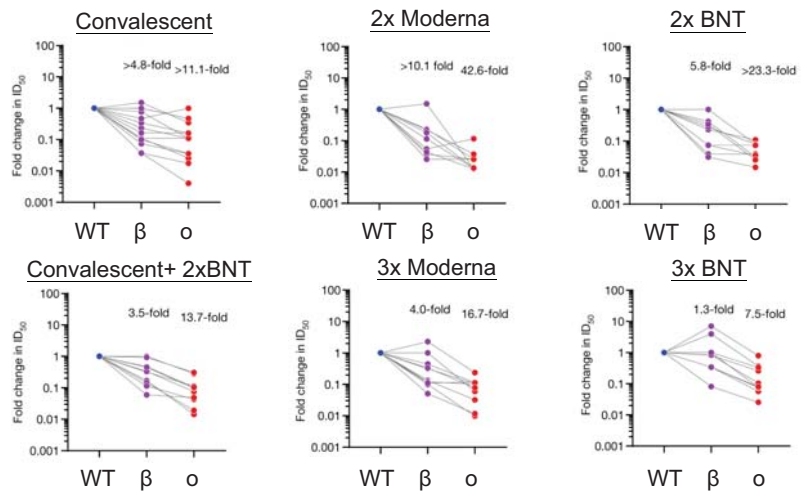 Convalescent
2x Moderna
2x BNT
Fold change in ID50
100
10
1
0.1
0.01
0.001
>4.8-fold
>11.1-fold
WT β o
Fold change in ID50
100
10
1
0.1
0.01
0.001
>10.1 fold
42.6-fold
WT β o
Fold change in ID50
100
10
1
0.1
0.01
0.001
5.8-fold
>23.3-fold
WT β o
Convalescent+ 2xBNT
3x Moderna
3x BNT
Fold change in ID50
100
10
1
0.1
0.01
0.001
3.5-fold
13.7-fold
WT β o
Fold change in ID50
100
10
1
0.1
0.01
0.001
4.0-fold
16.7-fold
WT β o
Fold change in ID50
100
10
1
0.1
0.01
0.001
1.3-fold
7.5-fold
WT β o